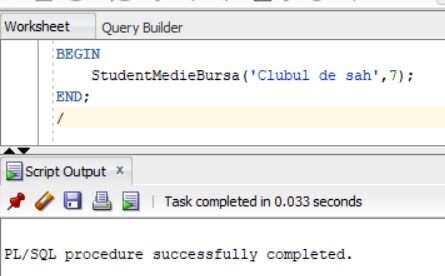 Worksheet Query Builder
BEGIN
StudentMedieBursa('Clubul de sah',7);
END;
/
Script Output x
Task completed in 0.033 seconds
PL/SQL procedure successfully completed.